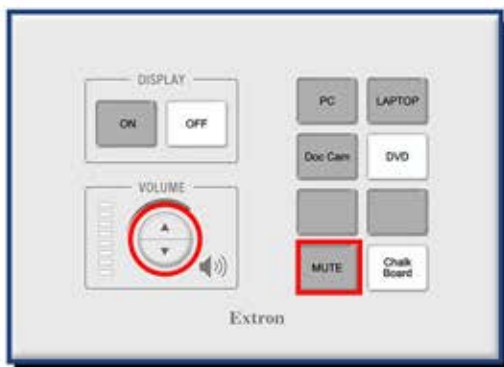 DISPLAY
ON OFF
VOLUME
PC LAPTOP
Doc Cam DVD
MUTE Chalk
Board
Extron